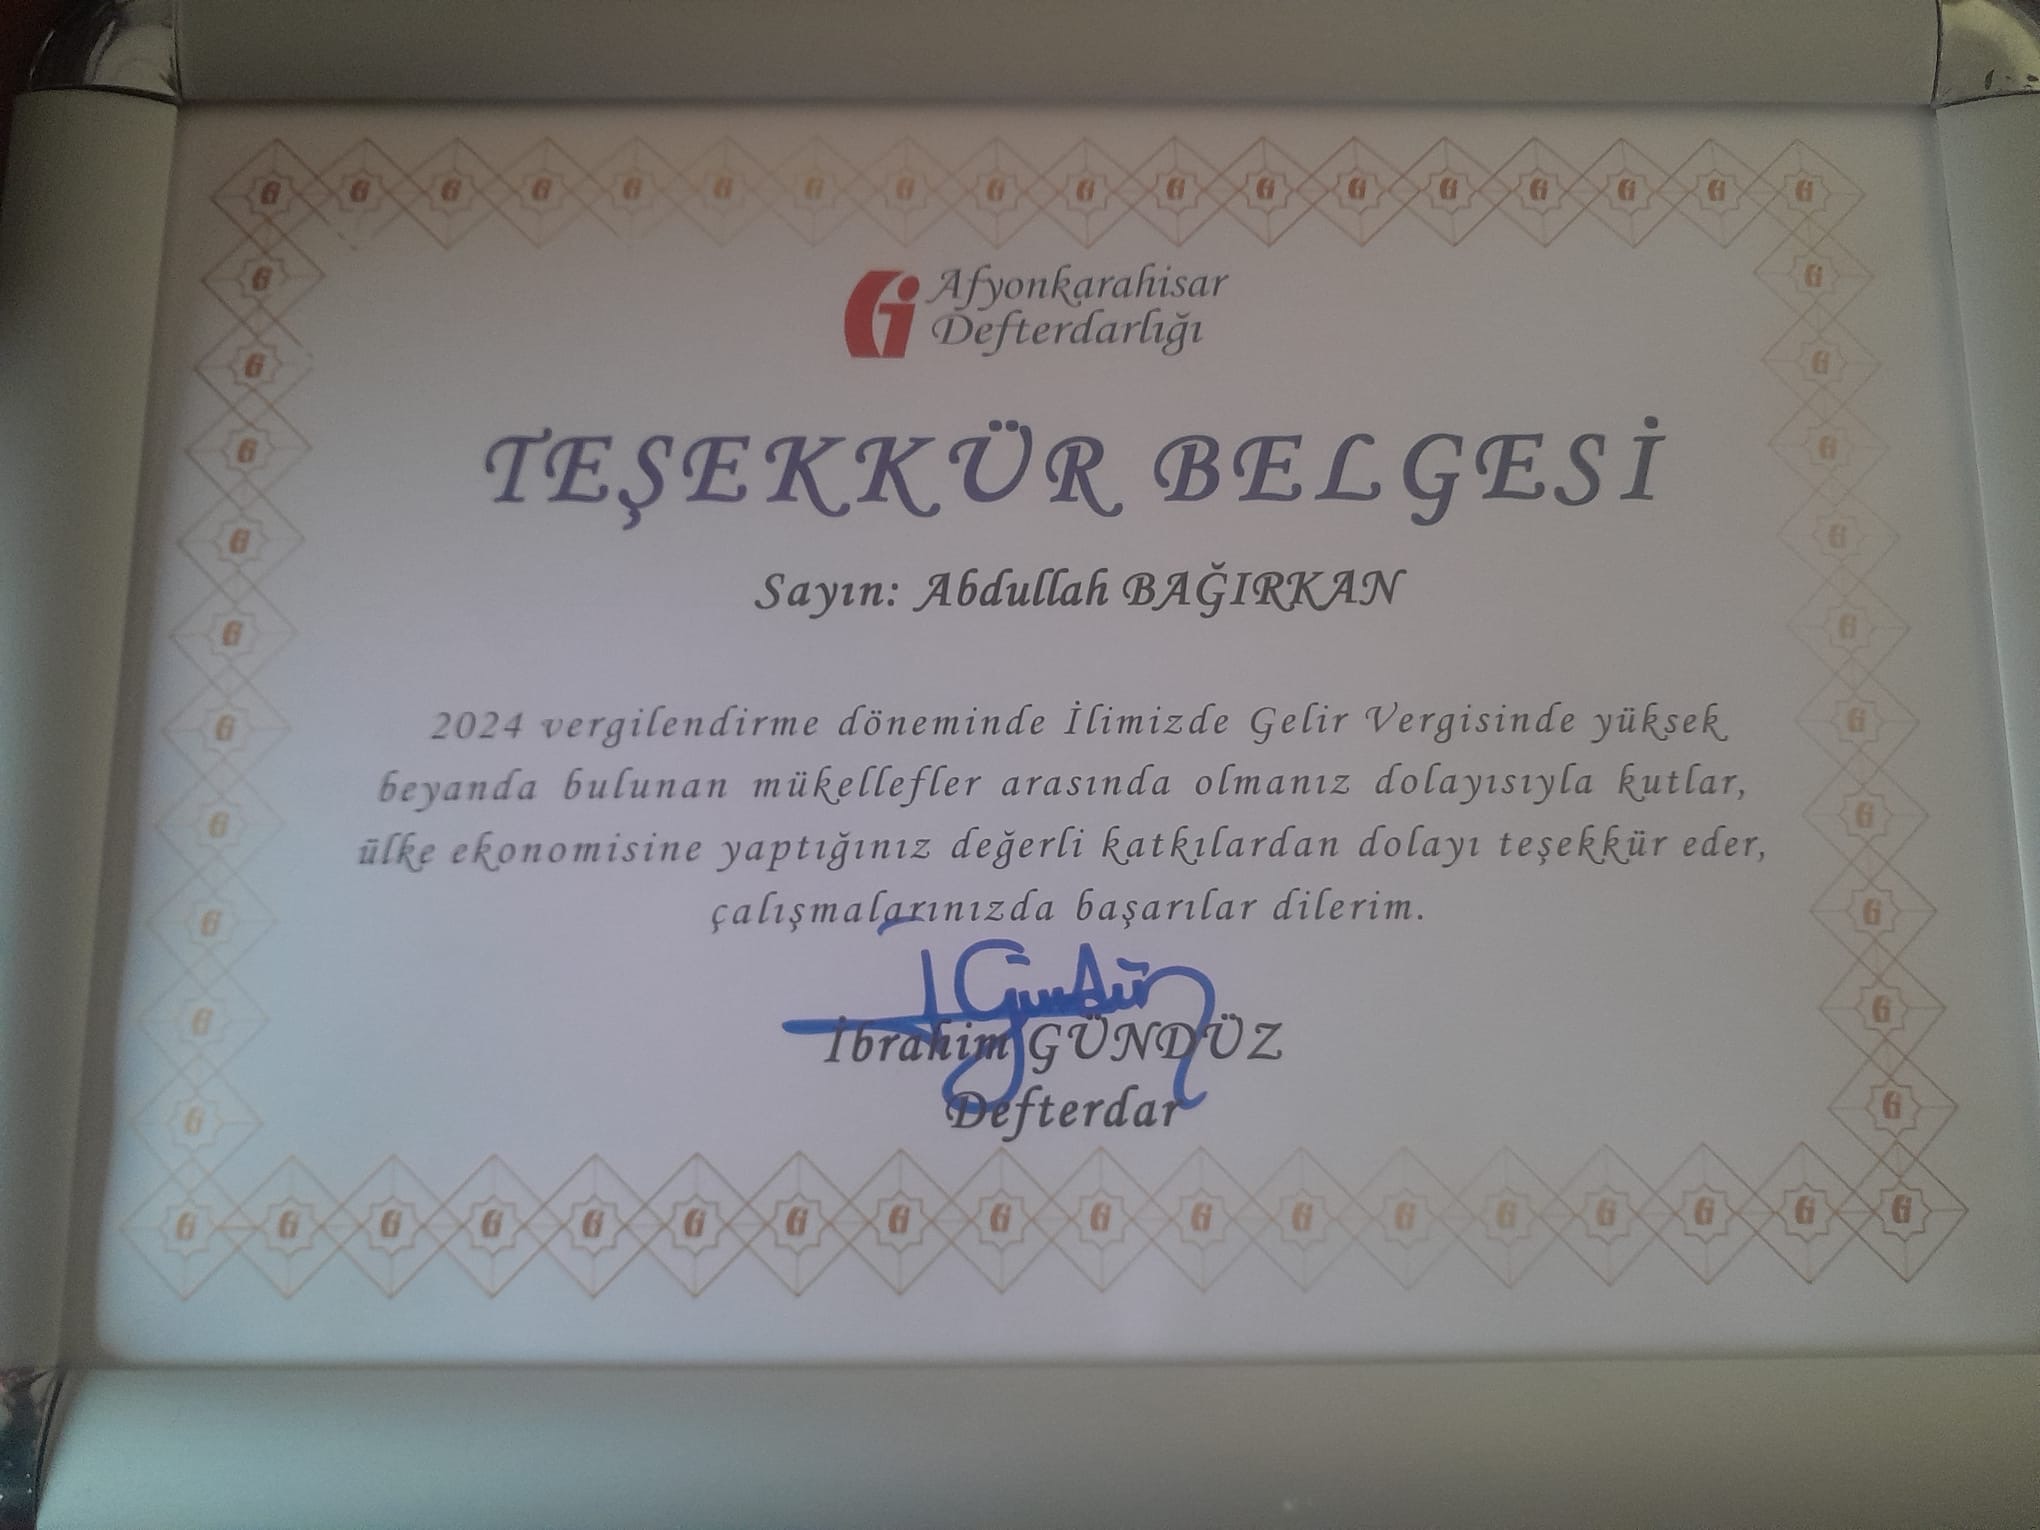 Afyonkarahisar
Defterdarlığı
TEŞEKKÜR BELGESİ
Sayın: Abdullah BAĞIRKAN
2024 vergilendirme döneminde İlimizde Gelir Vergisinde yüksek
beyanda bulunan mükellefler arasında olmanız dolayısıyla kutlar,
ülke ekonomisine yaptığınız değerli katkılardan dolayı teşekkür eder,
çalışmalarınızda başarılar dilerim.
İbrahim GÜNDÜZ
Defterdar